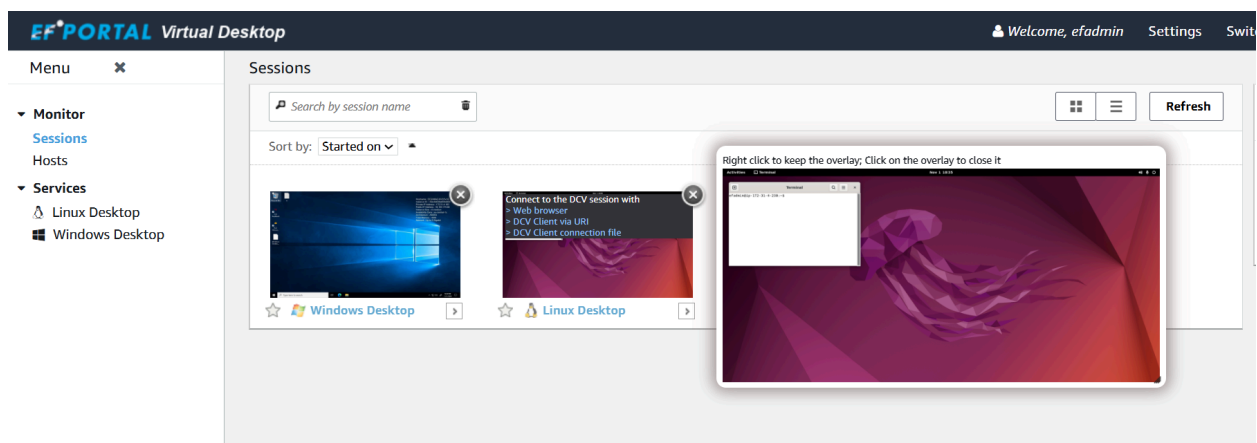 EF PORTAL Virtual Desktop
Welcome, efadmin Settings Swit
Menu
Monitor
Sessions
Hosts
Services
Linux Desktop
Windows Desktop
Sessions
Search by session name
Refresh
Sort by: Started on
Connect to the DCV session with
> Web browser
> DCV Client via URI
> DCV Client connection file
Windows Desktop
Linux Desktop
Right click to keep the overlay; Click on the overlay to close it
Activities Terminal
Terminal